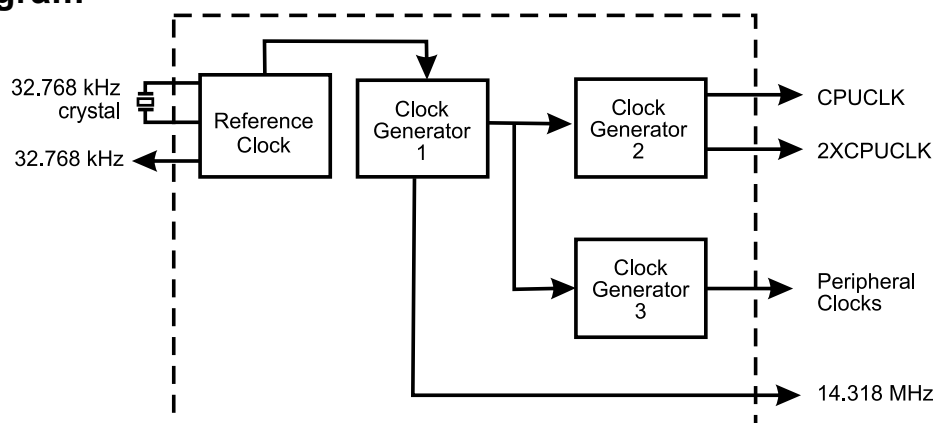 32.768 kHz
crystal
32.768 kHz
Reference
Clock
Clock
Generator
1
Clock
Generator
2
Clock
Generator
3
CPUCLK
2XCPUCLK
Peripheral
Clocks
14.318 MHz